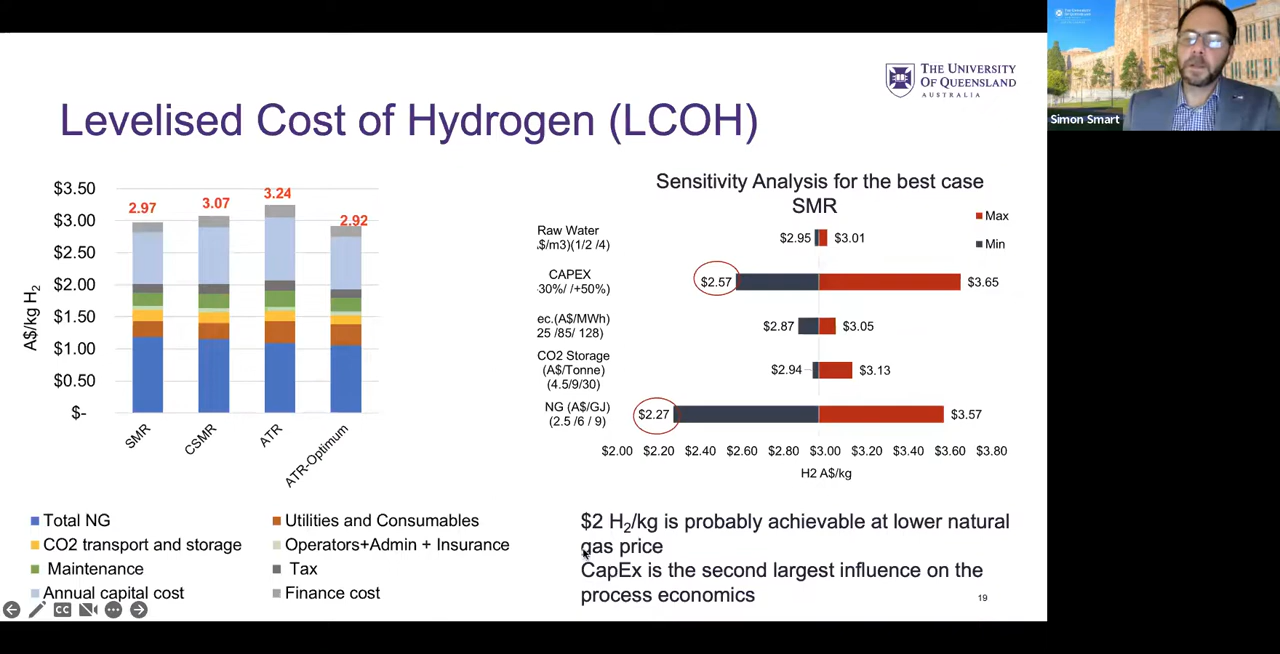 THE UNIVERSITY
OF QUEENSLAND
AUSTRALIA
Simon Smart
Levelised Cost of Hydrogen (LCOH)
$3.50
$3.00
$2.50
$2.00
$1.50
$1.00
$0.50
$-
A$/kg H2
2.97
3.07
3.24
2.92
SMR
CSMR
ATR
ATR-Optimum
Total NG
Utilities and Consumables
CO2 transport and storage
Operators+Admin + Insurance
Maintenance
Tax
Annual capital cost
Finance cost
Sensitivity Analysis for the best case
SMR
Max
Min
Raw Water
.$/m3)(1/2 /4)
$2.95
$3.01
CAPEX
30%/ /+50%)
$2.57
$3.65
ec.(A$/MWh)
25 /85/ 128)
$2.87
$3.05
CO2 Storage
(A$/Tonne)
(4.5/9/30)
$2.94
$3.13
NG (A$/GJ)
(2.5 /6 / 9)
$2.27
$3.57
$2.00 $2.20 $2.40 $2.60 $2.80 $3.00 $3.20 $3.40 $3.60 $3.80
H2 A$/kg
$2 H2/kg is probably achievable at lower natural
gas price
CapEx is the second largest influence on the
process economics
19
CC